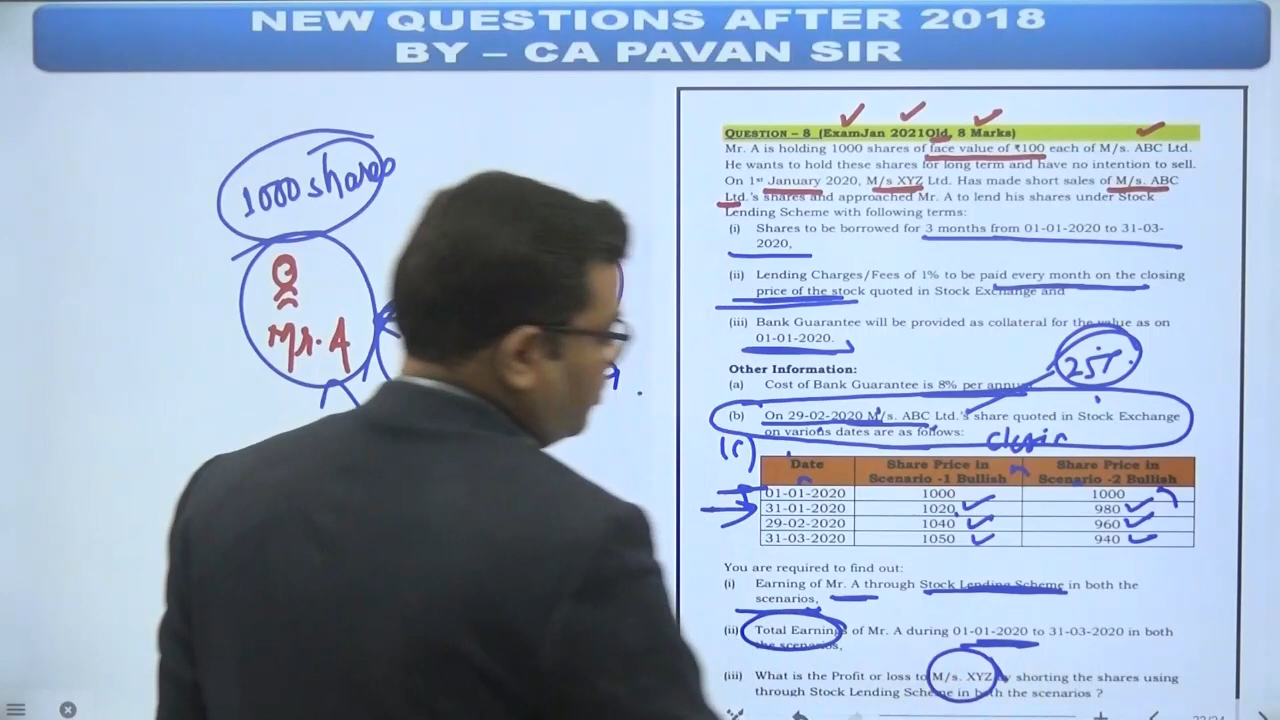 NEW QUESTIONS AFTER 2018
BY – CA PAVAN SIR
1000 shares
Mr. A
QUESTION – 8 (ExamJan 2021Old, 8 Marks)
Mr. A is holding 1000 shares of face value of ₹100 each of M/s. ABC Ltd.
He wants to hold these shares for long term and have no intention to sell.
On 1st January 2020, M/s XYZ Ltd. Has made short sales of M/s. ABC
Ltd.'s shares and approached Mr. A to lend his shares under Stock
Lending Scheme with following terms:
(i) Shares to be borrowed for 3 months from 01-01-2020 to 31-03-
2020,
(ii) Lending Charges/Fees of 1% to be paid every month on the closing
price of the stock quoted in Stock Exchange and
(iii) Bank Guarantee will be provided as collateral for the value as on
01-01-2020.
25%
Other Information:
(a) Cost of Bank Guarantee is 8% per annum
(b) On 29-02-2020 M/s. ABC Ltd.'s share quoted in Stock Exchange
on various dates are as follows:
(c)
Date Share Price in Scenario -1 Bullish Share Price in Scenario -2 Bullish
01-01-2020 1000 1000
31-01-2020 1020 980
29-02-2020 1040 960
31-03-2020 1050 940
You are required to find out:
(i) Earning of Mr. A through Stock Lending Scheme in both the
scenarios,
(ii) Total Earnings of Mr. A during 01-01-2020 to 31-03-2020 in both
the scenarios,
(iii) What is the Profit or loss to M/s. XYZ by shorting the shares using
through Stock Lending Scheme in both the scenarios ?